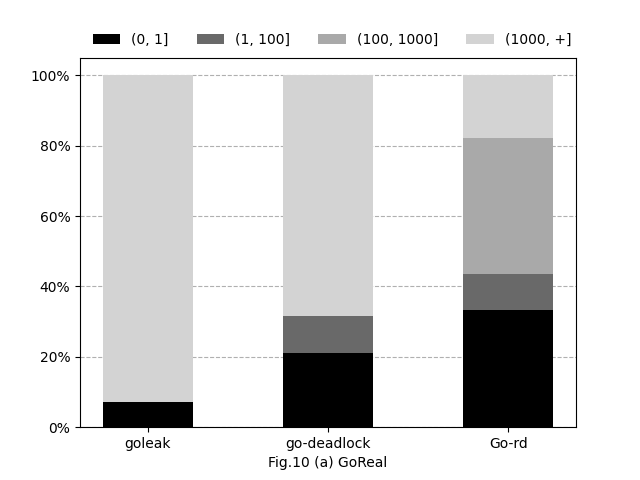 (0, 1] (1, 100] (100, 1000] (1000, +]
100%
80%
60%
40%
20%
0%
goleak go-deadlock Go-rd
Fig.10 (a) GoReal